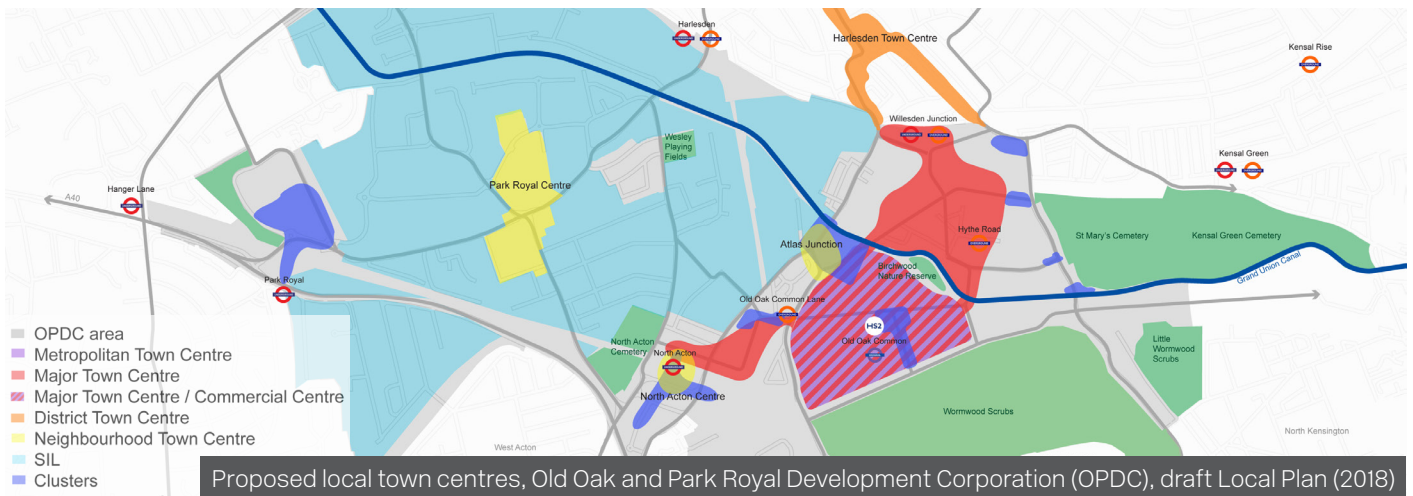 Harlesden
Harlesden Town Centre
Kensal Rise
Willesden Junction
Wesley
Playing
Fields
Kensal Green
Park Royal Centre
Hanger Lane
A40
Hythe Road
St Mary's Cemetery
Kensal Green Cemetery
Atlas Junction
Birchwood
Nature Reserve
Grand Union Canal
Park Royal
Old Oak Common Lane
HS2
Old Oak Common
North Acton
Cemetery
North Acton
North Acton Centre
Little
Wormwood
Scrubs
Wormwood Scrubs
West Acton
North Kensington
OPDC area
Metropolitan Town Centre
Major Town Centre
Major Town Centre / Commercial Centre
District Town Centre
Neighbourhood Town Centre
SIL
Clusters
Proposed local town centres, Old Oak and Park Royal Development Corporation (OPDC), draft Local Plan (2018)